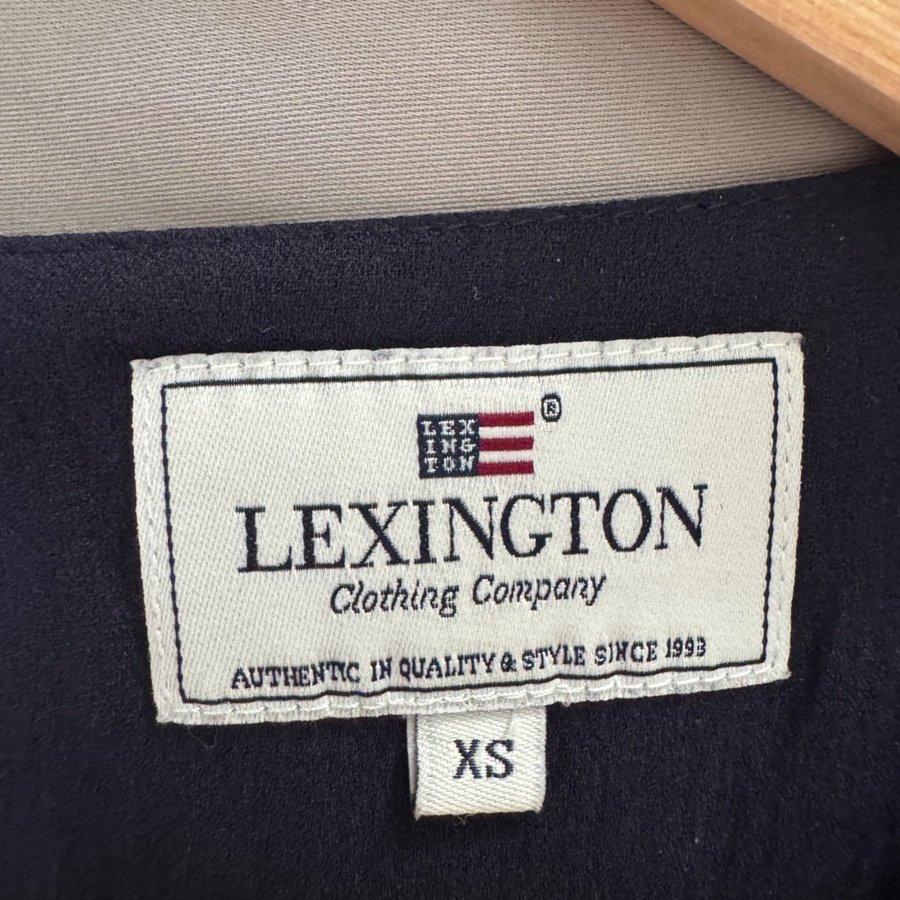 LEX
ING
TON
®
LEXINGTON
Clothing Company
AUTHENTIC IN QUALITY & STYLE SINCE 1993
XS